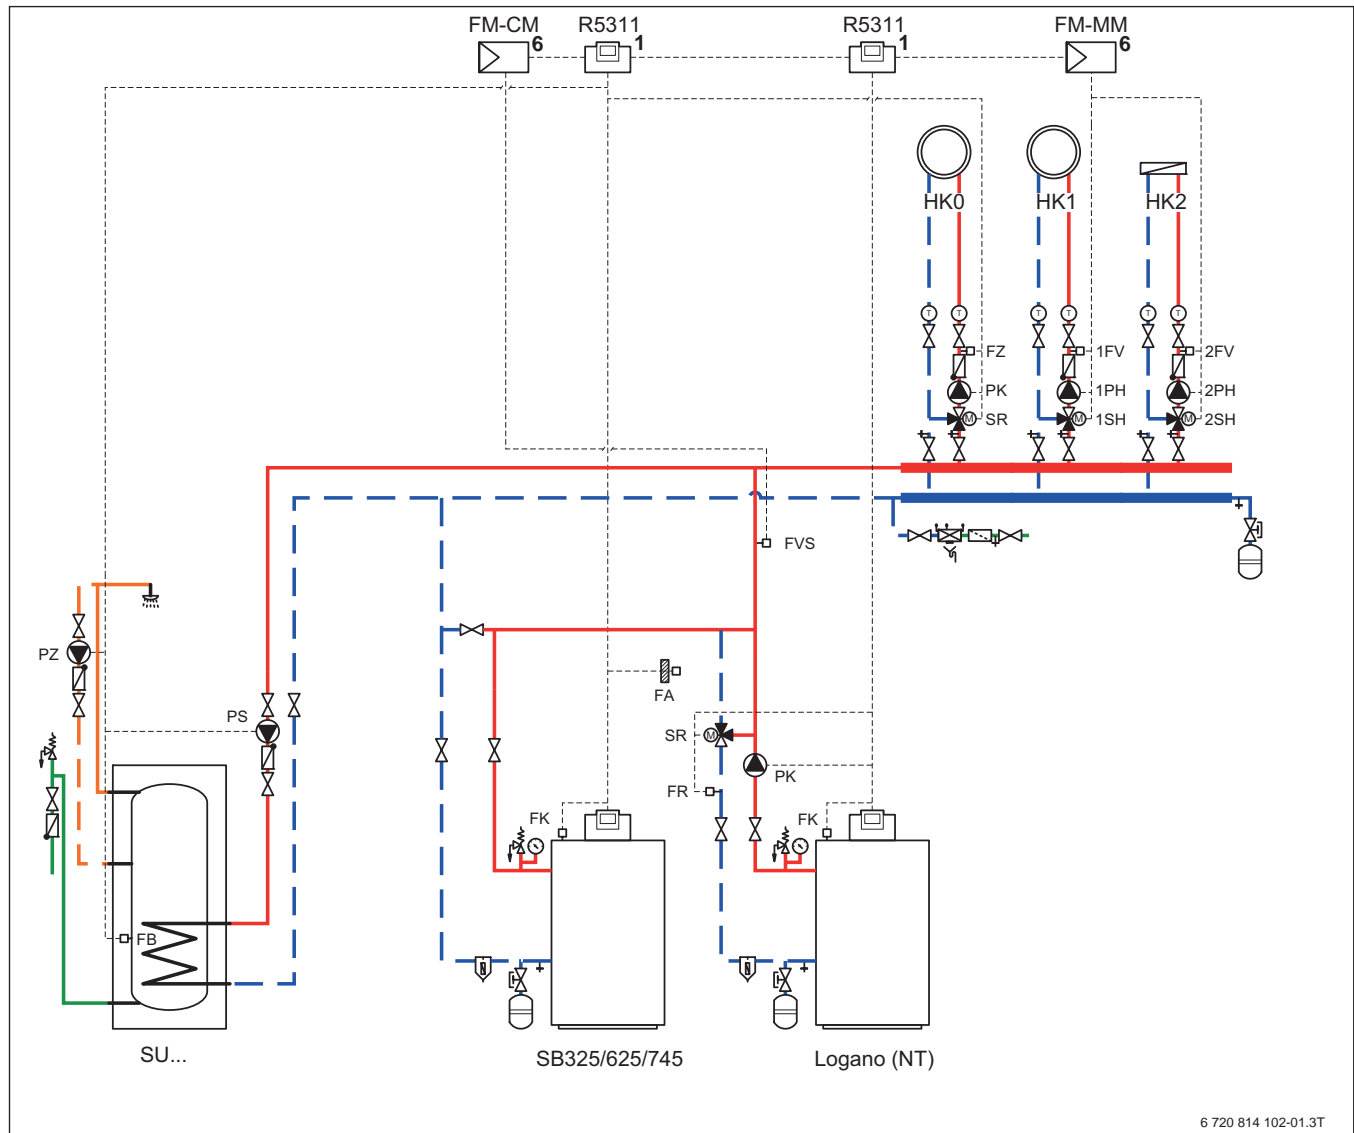 FM-CM
6
R5311
1
R5311
1
FM-MM
6
HK0
HK1
HK2
T
T
T
T
T
T
FZ
1FV
2FV
PK
1PH
2PH
M
SR
M
1SH
M
2SH
FVS
PZ
FA
PS
SR
M
PK
FR
FK
FK
FB
SU...
SB325/625/745
Logano (NT)
6 720 814 102-01.3T